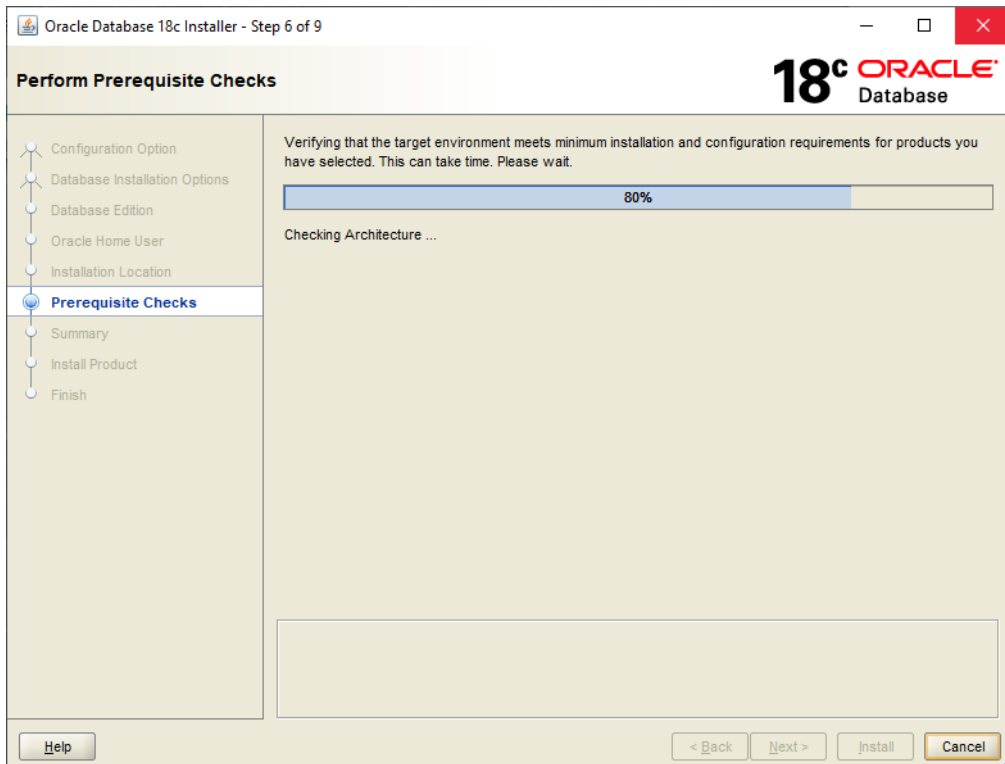 Oracle Database 18c Installer - Step 6 of 9
Perform Prerequisite Checks
18c ORACLE
Database
Configuration Option
Database Installation Options
Database Edition
Oracle Home User
Installation Location
Prerequisite Checks
Summary
Install Product
Finish
Verifying that the target environment meets minimum installation and configuration requirements for products you
have selected. This can take time. Please wait.
80%
Checking Architecture ...
Help
< Back
Next >
Install
Cancel